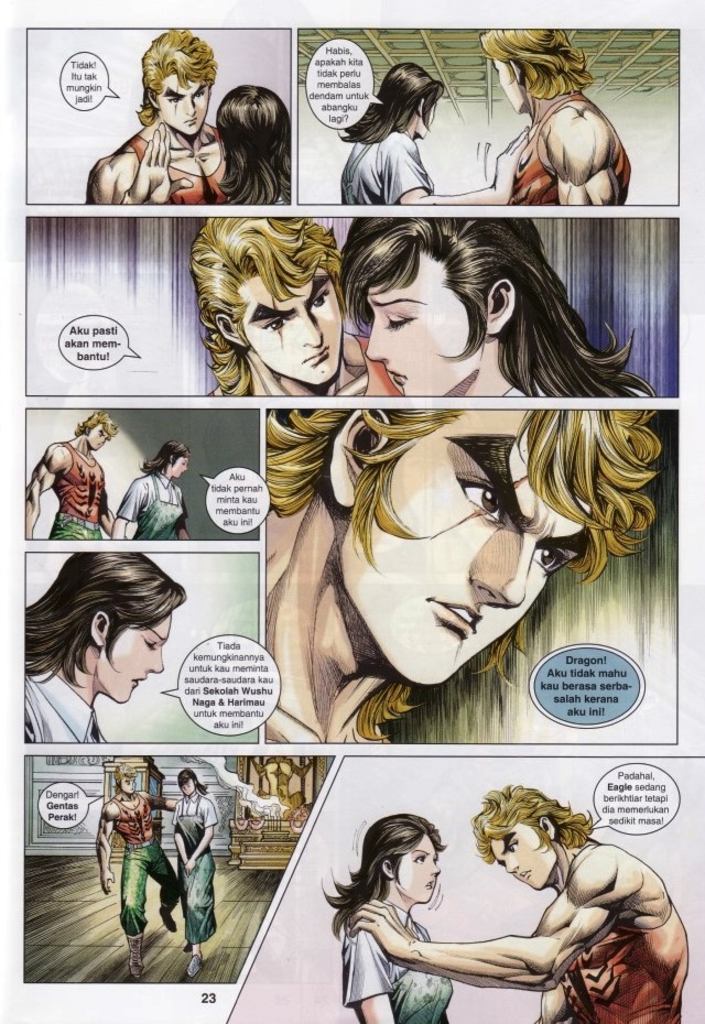 Tidak!
Itu tak
mungkin
jadi!
Habis,
apakah kita
tidak perlu
membalas
dendam untuk
abangku
lagi?
Aku pasti
akan mem-
bantu!
Aku
tidak pernah
minta kau
membantu
aku ini!
Tiada
kemungkinannya
untuk kau meminta
saudara-saudara kau
dari Sekolah Wushu
Naga & Harimau
untuk membantu
aku ini!
Dragon!
Aku tidak mahu
kau berasa serba-
salah kerana
aku ini!
Dengar!
Gentas
Perak!
Padahal,
Eagle sedang
berikhtiar tetapi
dia memerlukan
sedikit masa!
23